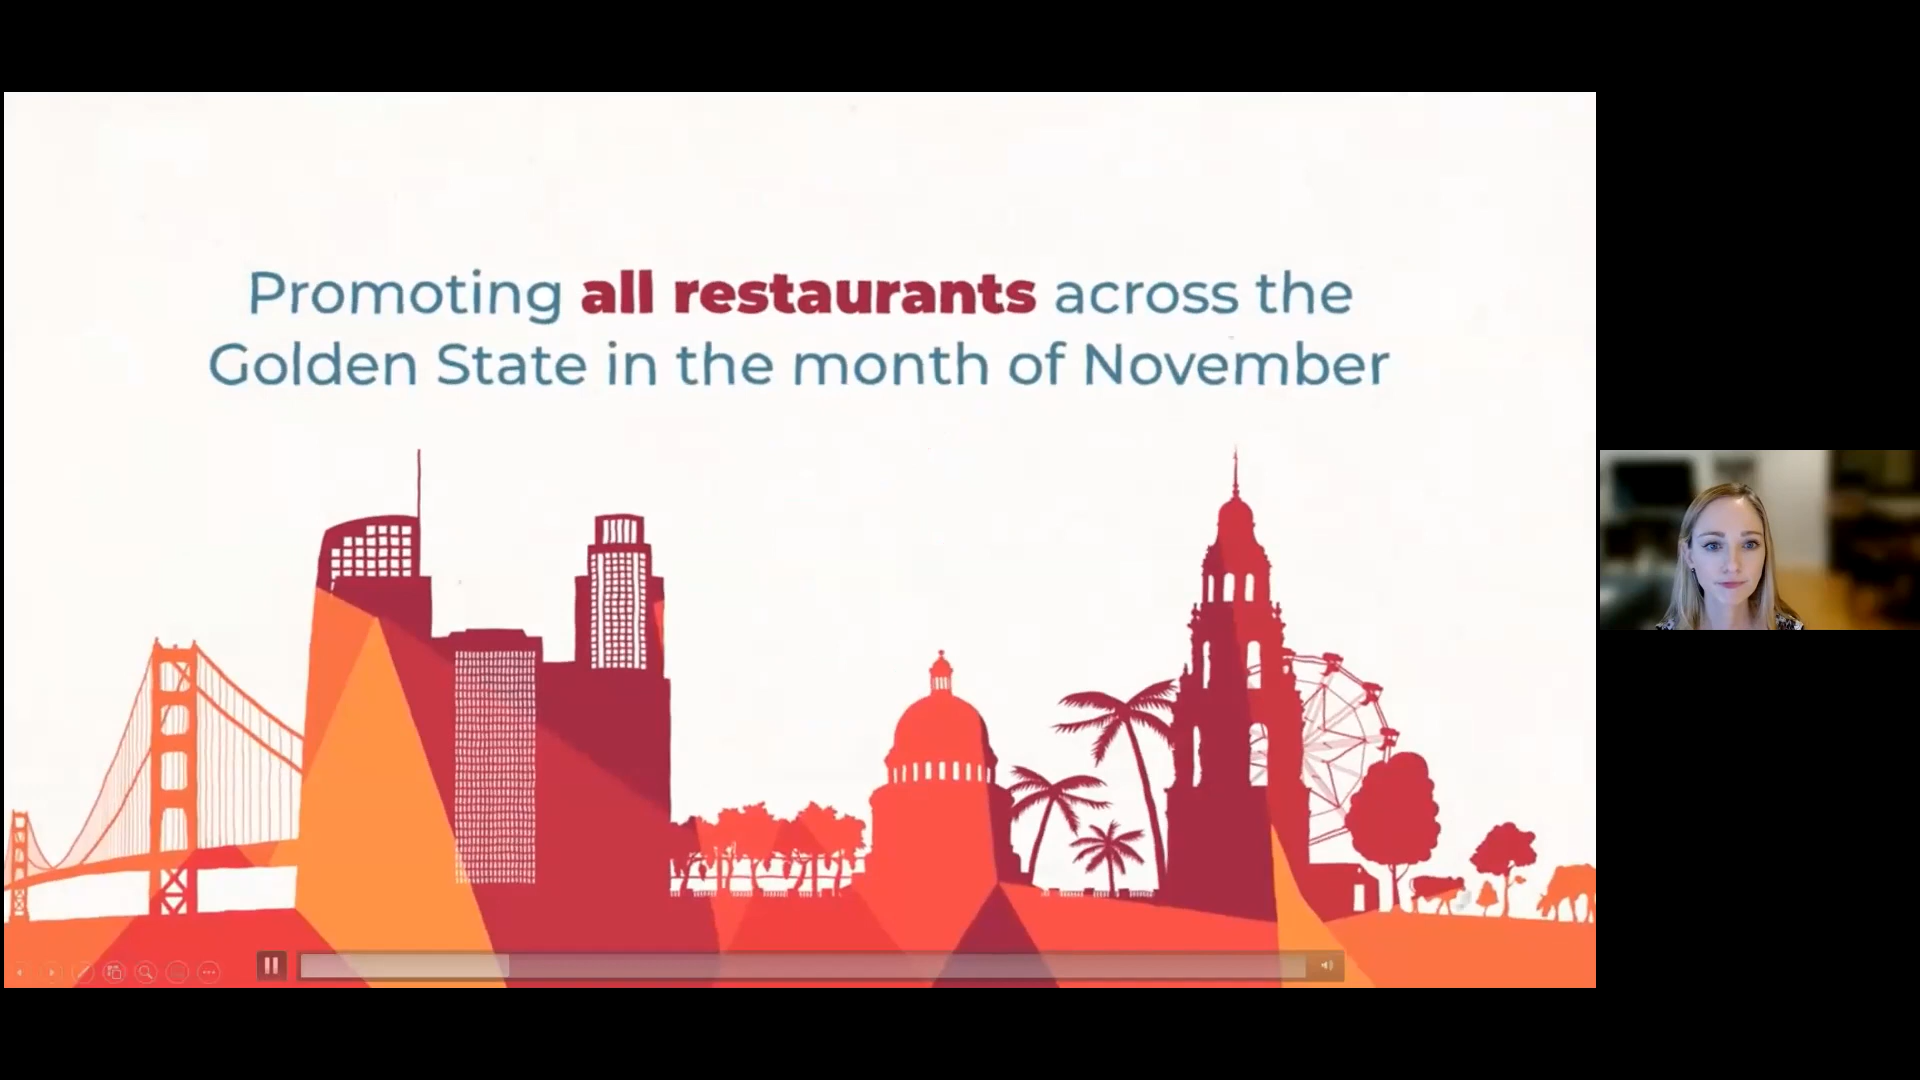 Promoting all restaurants across the
Golden State in the month of November